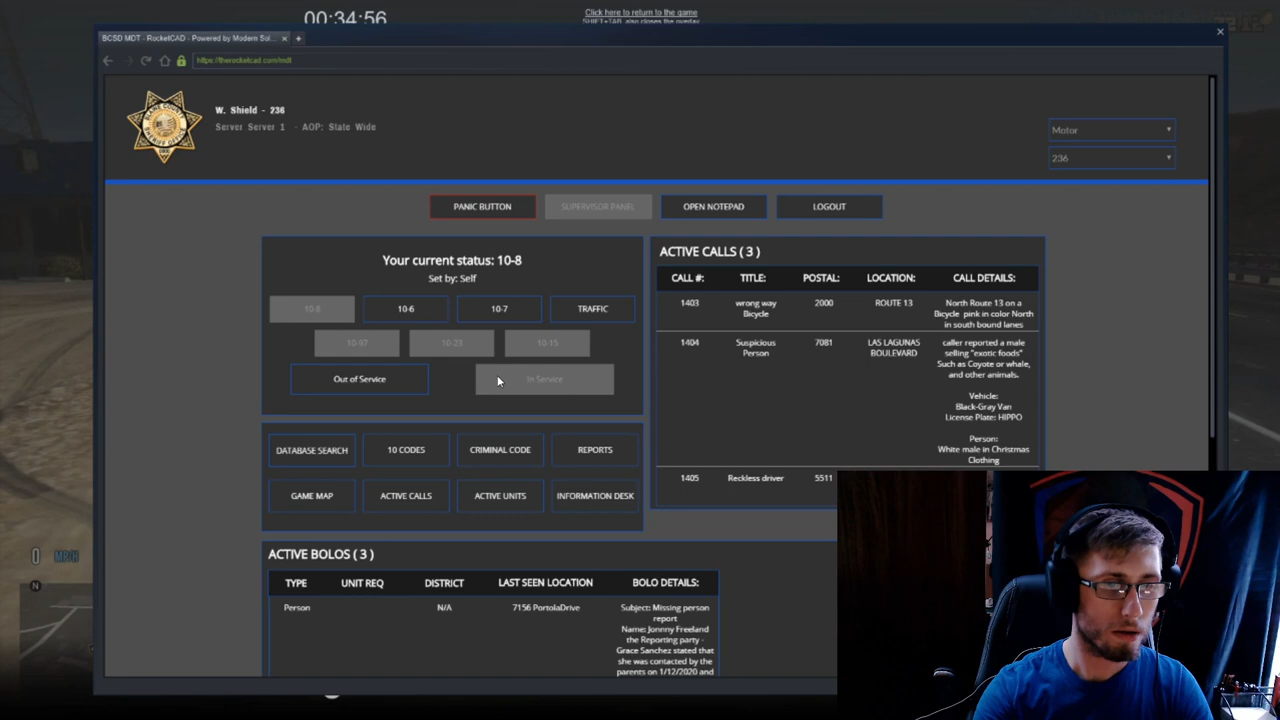 00:34:56
Click here to return to the game
SHIFT+TAB also closes the overlay
BCSD MDT - RocketCAD - Powered by Modern Sol...
https://therocketcad.com/mdt
W. Shield - 236
Server Server 1 - AOP: State Wide
Motor
236
PANIC BUTTON
SUPERVISOR PANEL
OPEN NOTEPAD
LOGOUT
Your current status: 10-8
Set by: Self
10-8
10-6
10-7
TRAFFIC
10-97
10-23
10-15
Out of Service
In Service
DATABASE SEARCH
10 CODES
CRIMINAL CODE
REPORTS
GAME MAP
ACTIVE CALLS
ACTIVE UNITS
INFORMATION DESK
ACTIVE CALLS ( 3 )
CALL #: TITLE: POSTAL: LOCATION: CALL DETAILS:
1403 wrong way Bicycle 2000 ROUTE 13 North Route 13 on a
Bicycle pink in color North
in south bound lanes
1404 Suspicious Person 7081 LAS LAGUNAS BOULEVARD caller reported a male
selling "exotic foods"
Such as Coyote or whale,
and other animals.
Vehicle:
Black-Gray Van
License Plate: HIPPO
Person:
White male in Christmas
Clothing
1405 Reckless driver 5511
ACTIVE BOLOS ( 3 )
TYPE UNIT REQ DISTRICT LAST SEEN LOCATION BOLO DETAILS:
Person N/A 7156 PortolaDrive Subject: Missing person
report
Name: Jonnny Freeland
the Reporting party -
Grace Sanchez stated that
she was contacted by the
parents on 1/12/2020 and
0 MPH
N